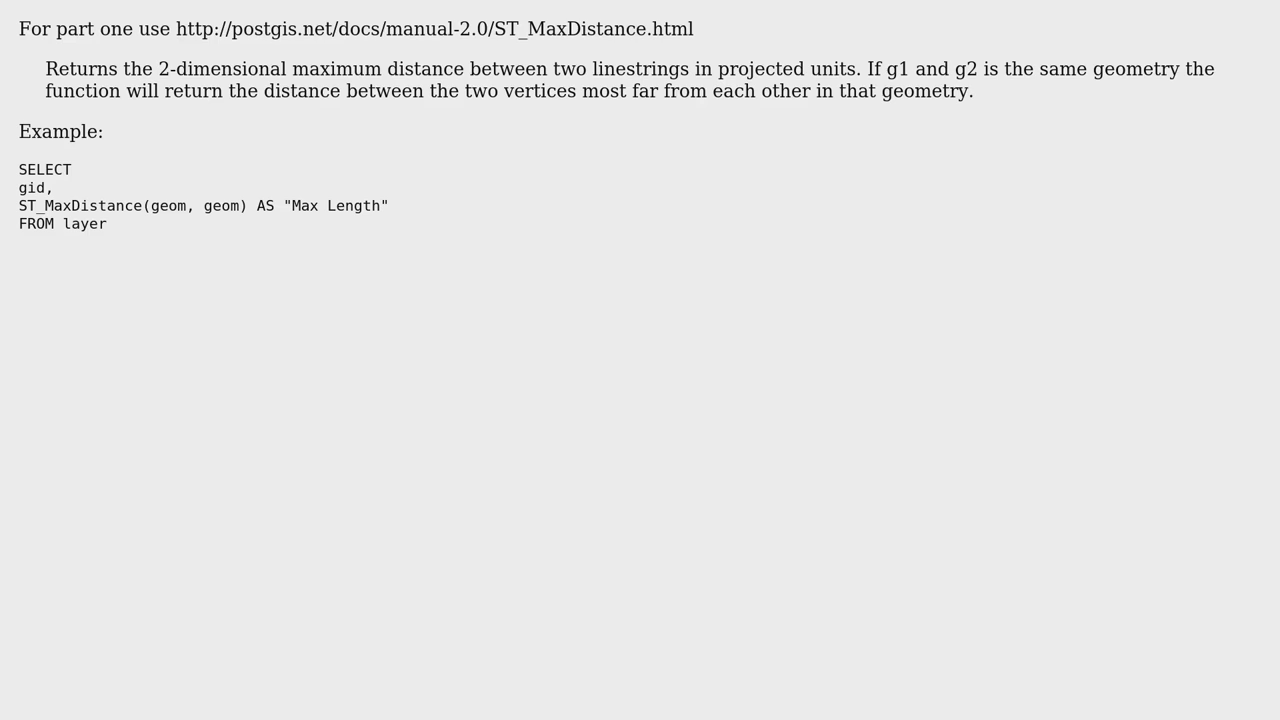 For part one use http://postgis.net/docs/manual-2.0/ST_MaxDistance.html
Returns the 2-dimensional maximum distance between two linestrings in projected units. If g1 and g2 is the same geometry the
function will return the distance between the two vertices most far from each other in that geometry.
Example:
SELECT
gid,
ST_MaxDistance(geom, geom) AS "Max Length"
FROM layer